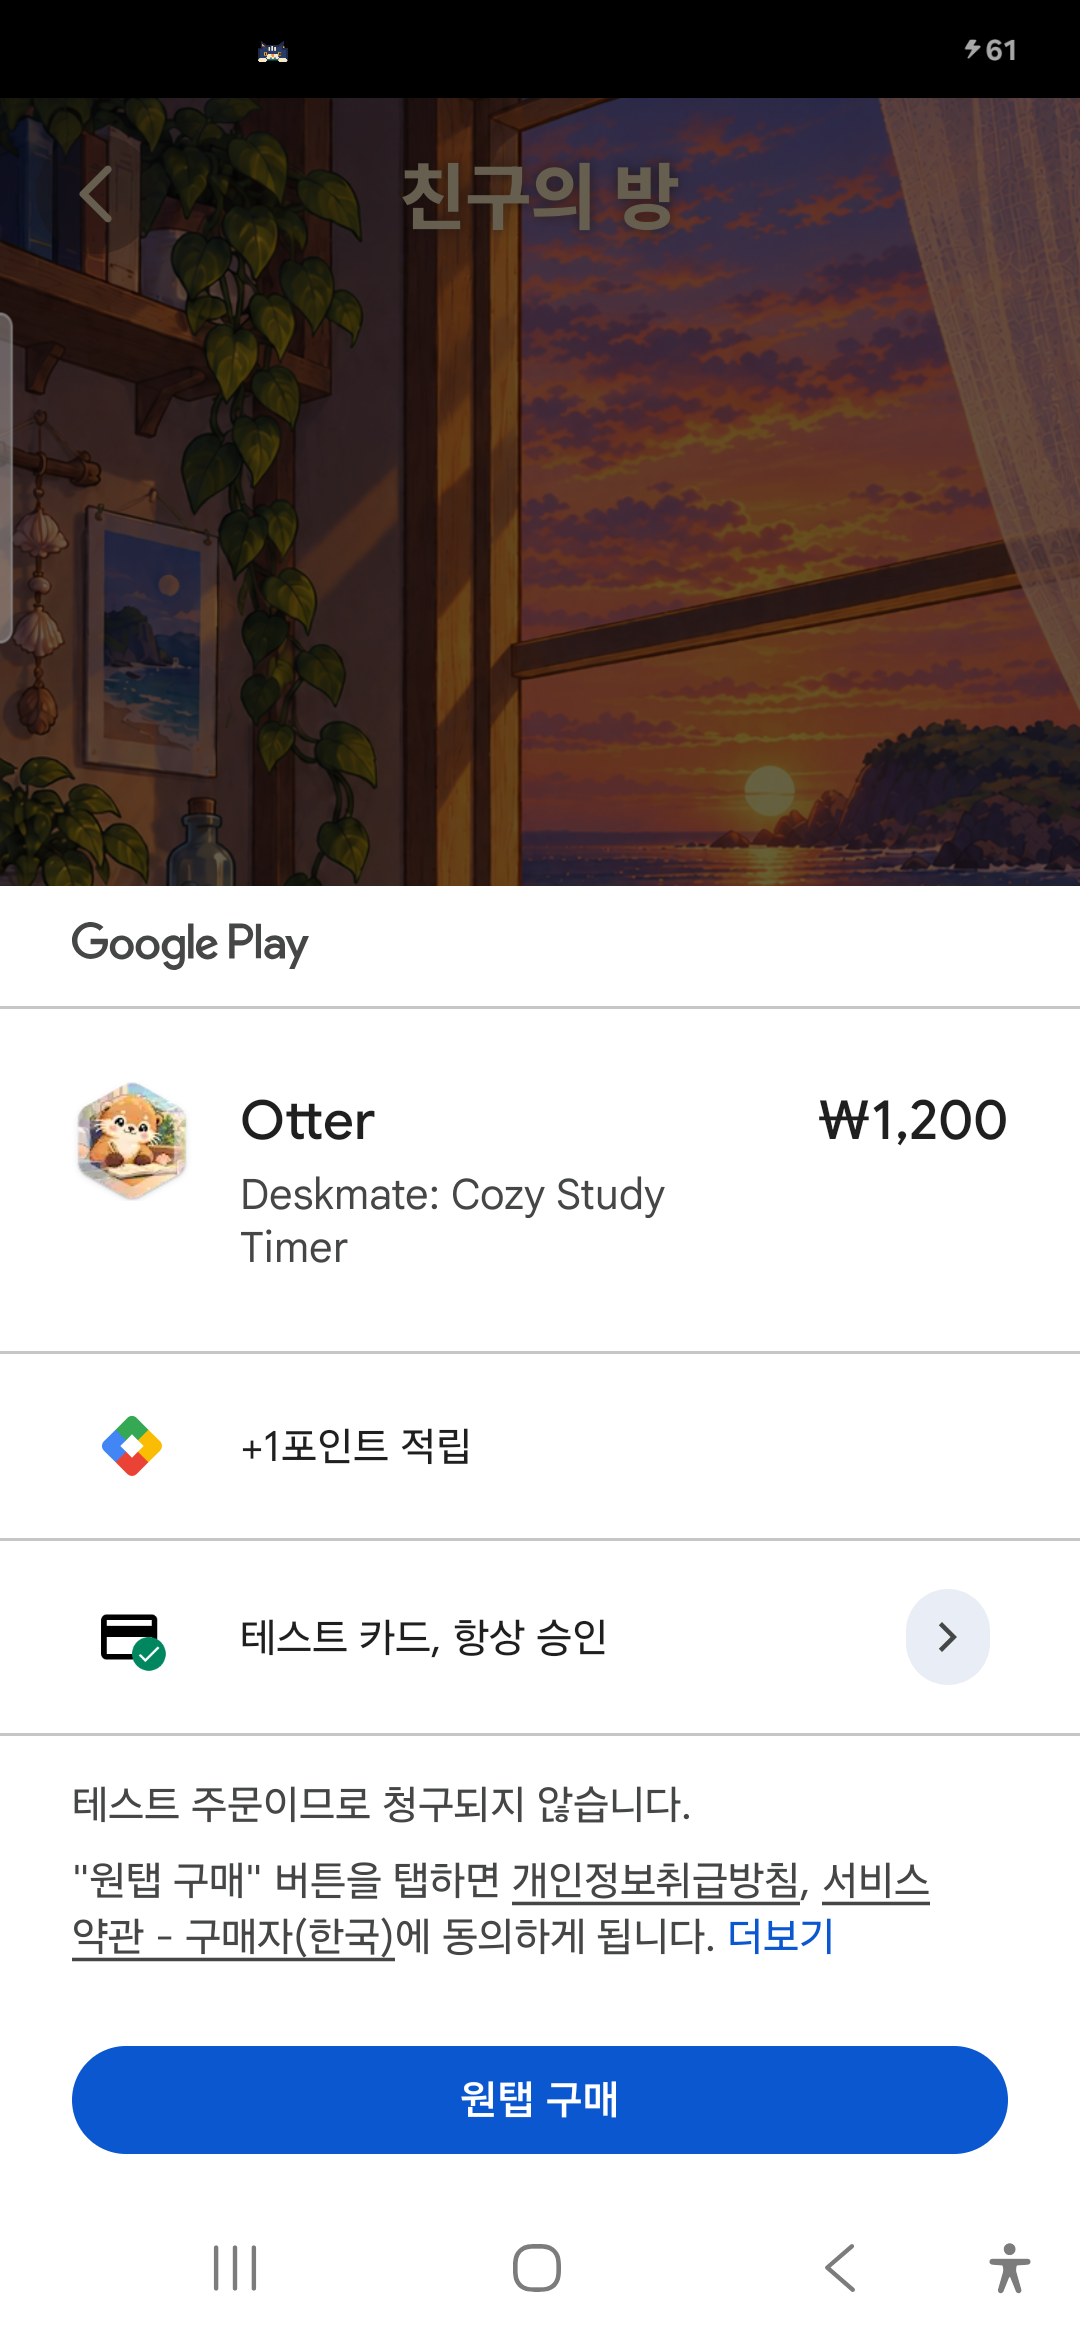 61
친구의 방
Google Play
Otter
₩1,200
Deskmate: Cozy Study
Timer
+1포인트 적립
테스트 카드, 항상 승인
테스트 주문이므로 청구되지 않습니다.
"원탭 구매" 버튼을 탭하면 개인정보취급방침, 서비스
약관 - 구매자(한국)에 동의하게 됩니다. 더보기
원탭 구매